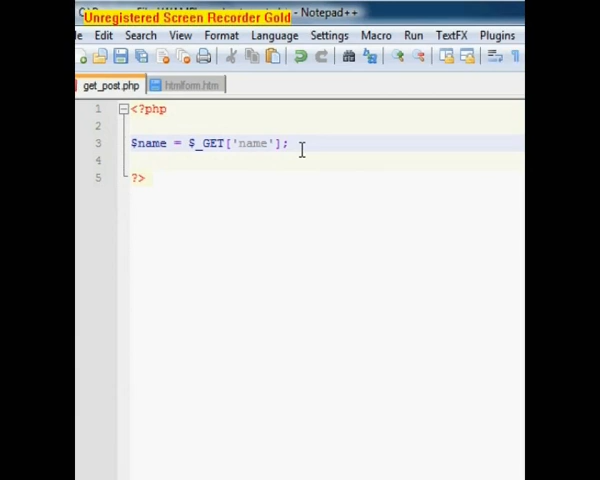 Unregistered Screen Recorder Gold - Notepad++
Edit Search View Format Language Settings Macro Run TextFX Plugins
get_post.php htmlform.htm
1 <?php
2
3 $name = $_GET['name'];
4
5 ?>